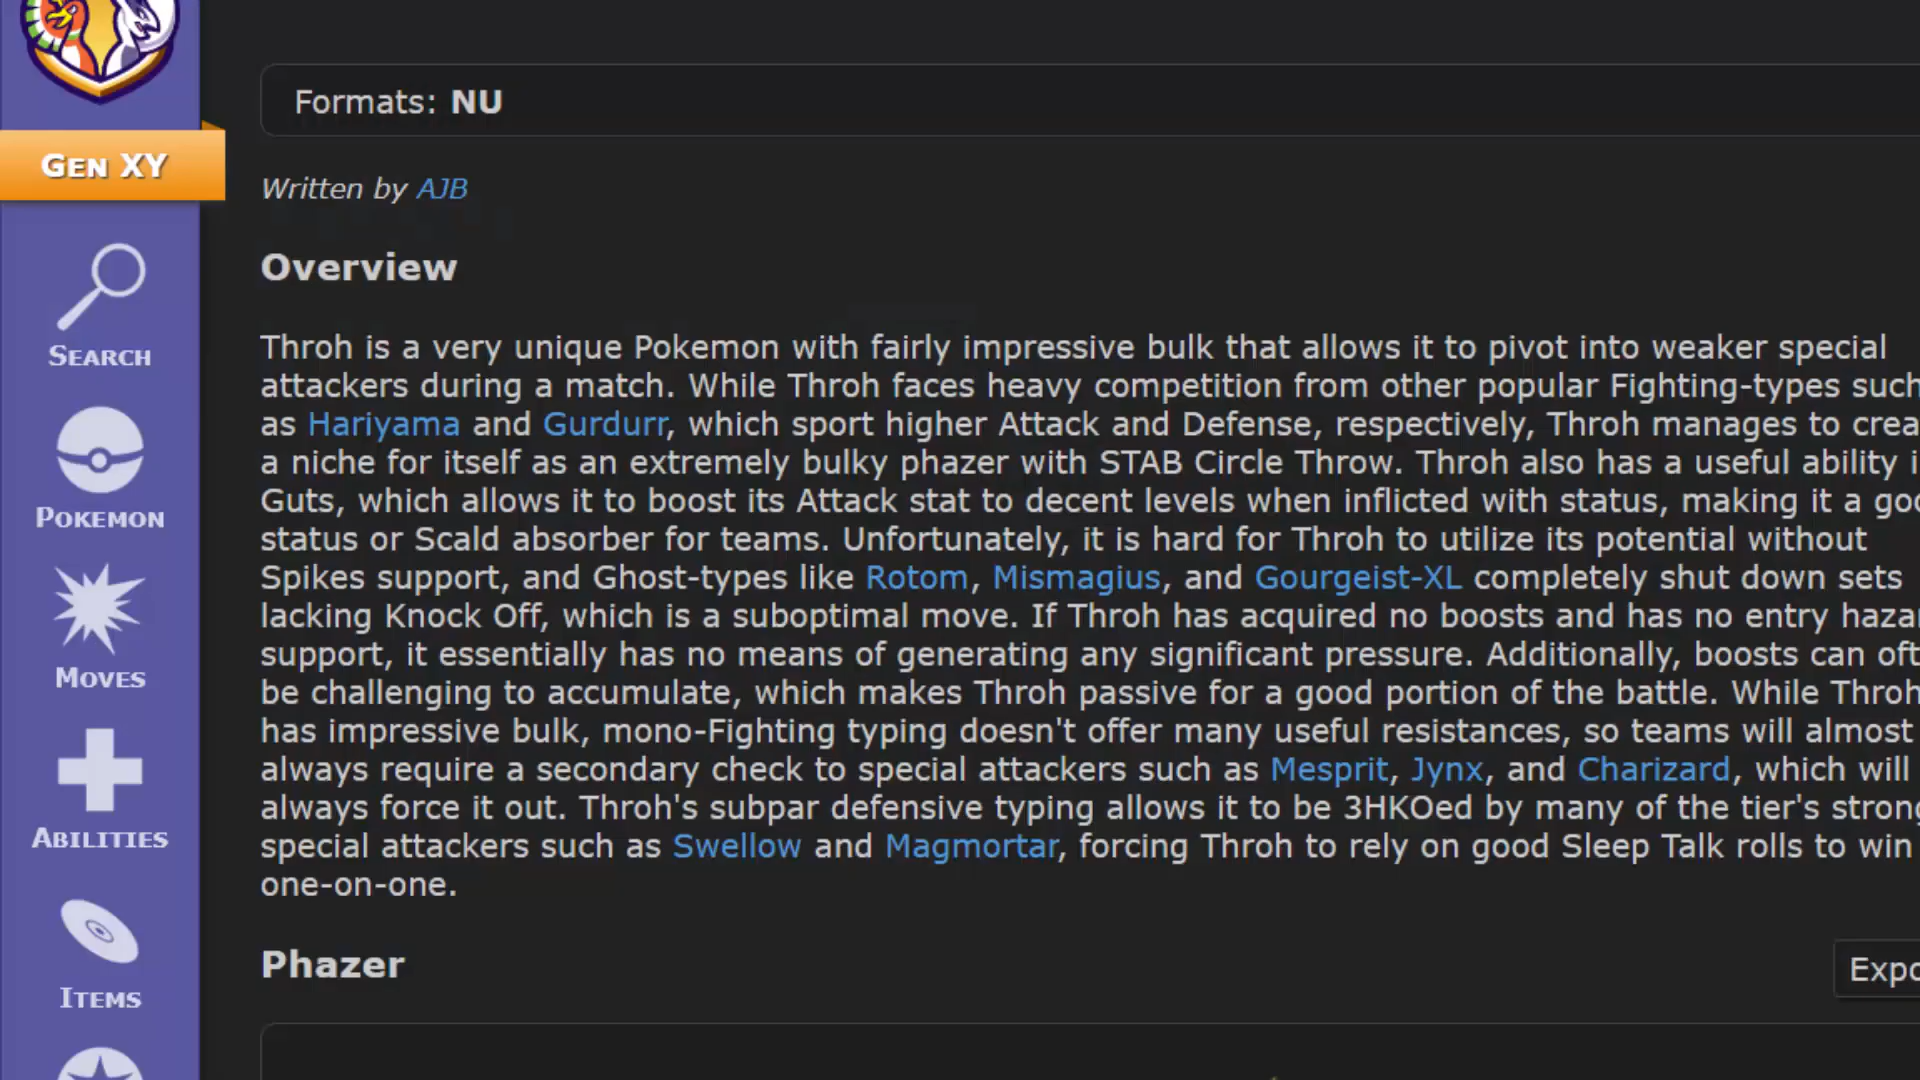 Formats: NU
GEN XY
Written by AJB
Overview
SEARCH
Throh is a very unique Pokemon with fairly impressive bulk that allows it to pivot into weaker special
attackers during a match. While Throh faces heavy competition from other popular Fighting-types such
as Hariyama and Gurdurr, which sport higher Attack and Defense, respectively, Throh manages to
a niche for itself as an extremely bulky phazer with STAB Circle Throw. Throh also has a useful ability
Guts, which allows it to boost its Attack stat to decent levels when inflicted with status, making it a
status or Scald absorber for teams. Unfortunately, it is hard for Throh to utilize its potential without
Spikes support, and Ghost-types like Rotom, Mismagius, and Gourgeist-XL completely shut down sets
lacking Knock Off, which is a suboptimal move. If Throh has acquired no boosts and has no entry
support, it essentially has no means of generating any significant pressure. Additionally, boosts can
be challenging to accumulate, which makes Throh passive for a good portion of the battle. While Throh
has impressive bulk, mono-Fighting typing doesn't offer many useful resistances, so teams will almost
always require a secondary check to special attackers such as Mesprit, Jynx, and Charizard, which will
always force it out. Throh's subpar defensive typing allows it to be 3HKOed by many of the tier's
special attackers such as Swellow and Magmortar, forcing Throh to rely on good Sleep Talk rolls to win
one-on-one.
POKEMON
MOVES
ABILITIES
ITEMS
Phazer